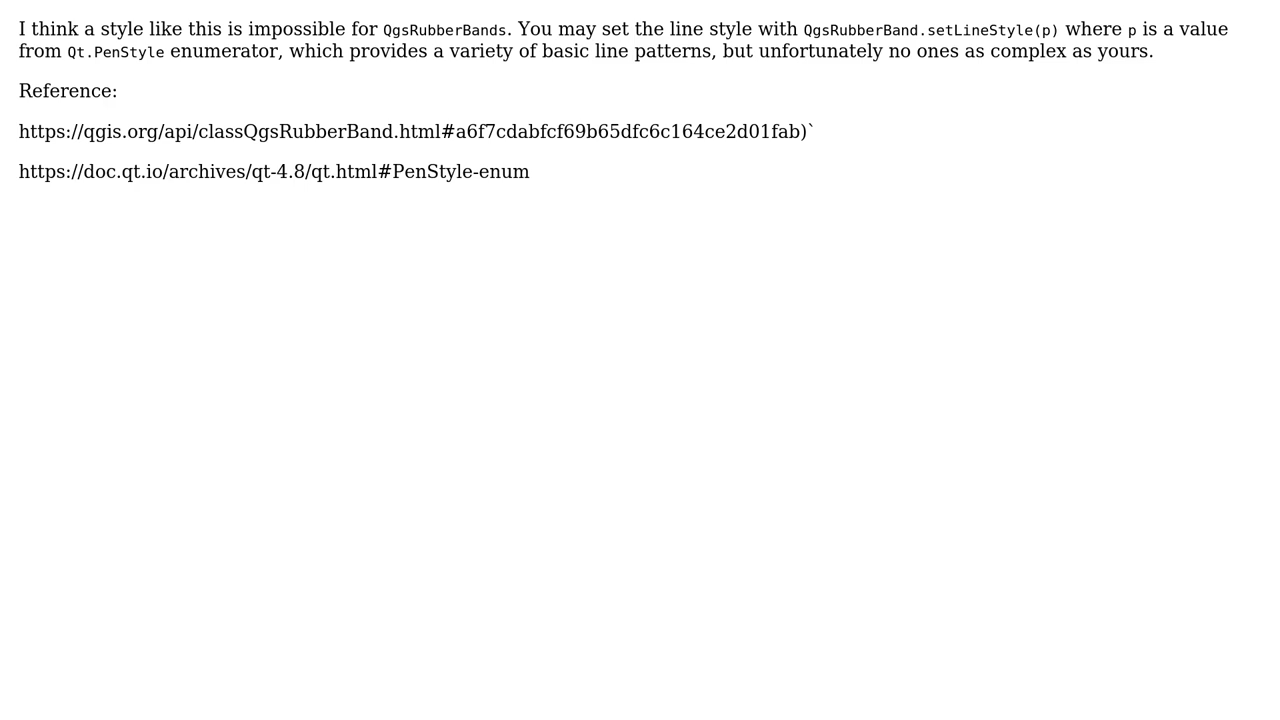 I think a style like this is impossible for QgsRubberBands. You may set the line style with QgsRubberBand.setLineStyle(p) where p is a value
from Qt.PenStyle enumerator, which provides a variety of basic line patterns, but unfortunately no ones as complex as yours.
Reference:
https://qgis.org/api/classQgsRubberBand.html#a6f7cdabfcf69b65dfc6c164ce2d01fab)`
https://doc.qt.io/archives/qt-4.8/qt.html#PenStyle-enum